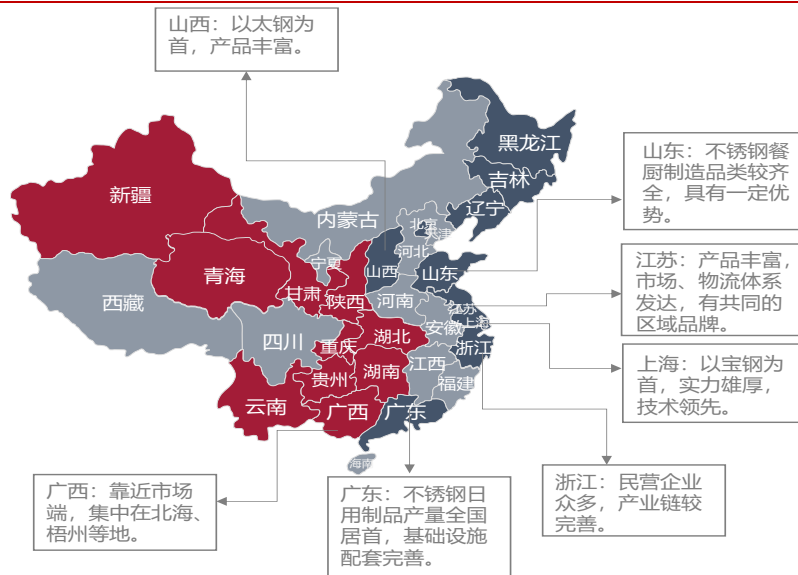 山西：以太钢为
首，产品丰富。
黑龙江
吉林
辽宁
新疆
内蒙古
北京
天津
河北
宁夏
山西
山东
青海
甘肃
陕西
河南
西藏
江苏
安徽
上海
四川
重庆
湖北
浙江
贵州
湖南
江西
福建
云南
广西
广东
海南
山东：不锈钢餐
厨制造品类较齐
全，具有一定优
势。
江苏：产品丰富，
市场、物流体系
发达，有共同的
区域品牌。
上海：以宝钢为
首，实力雄厚，
技术领先。
广西：靠近市场
端，集中在北海、
梧州等地。
广东：不锈钢日
用制品产量全国
居首，基础设施
配套完善。
浙江：民营企业
众多，产业链较
完善。